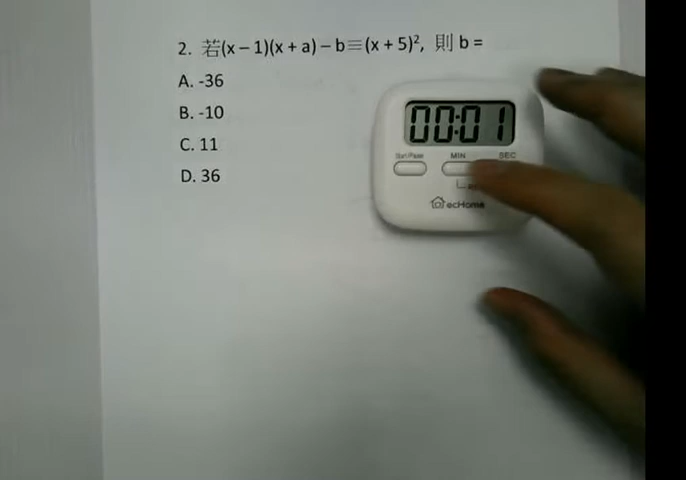 2. 若(x – 1)(x + a) – b≡(x + 5)², 則 b =
A. -36
B. -10
C. 11
D. 36
00:01
Start/Pause MIN SEC
ecHome